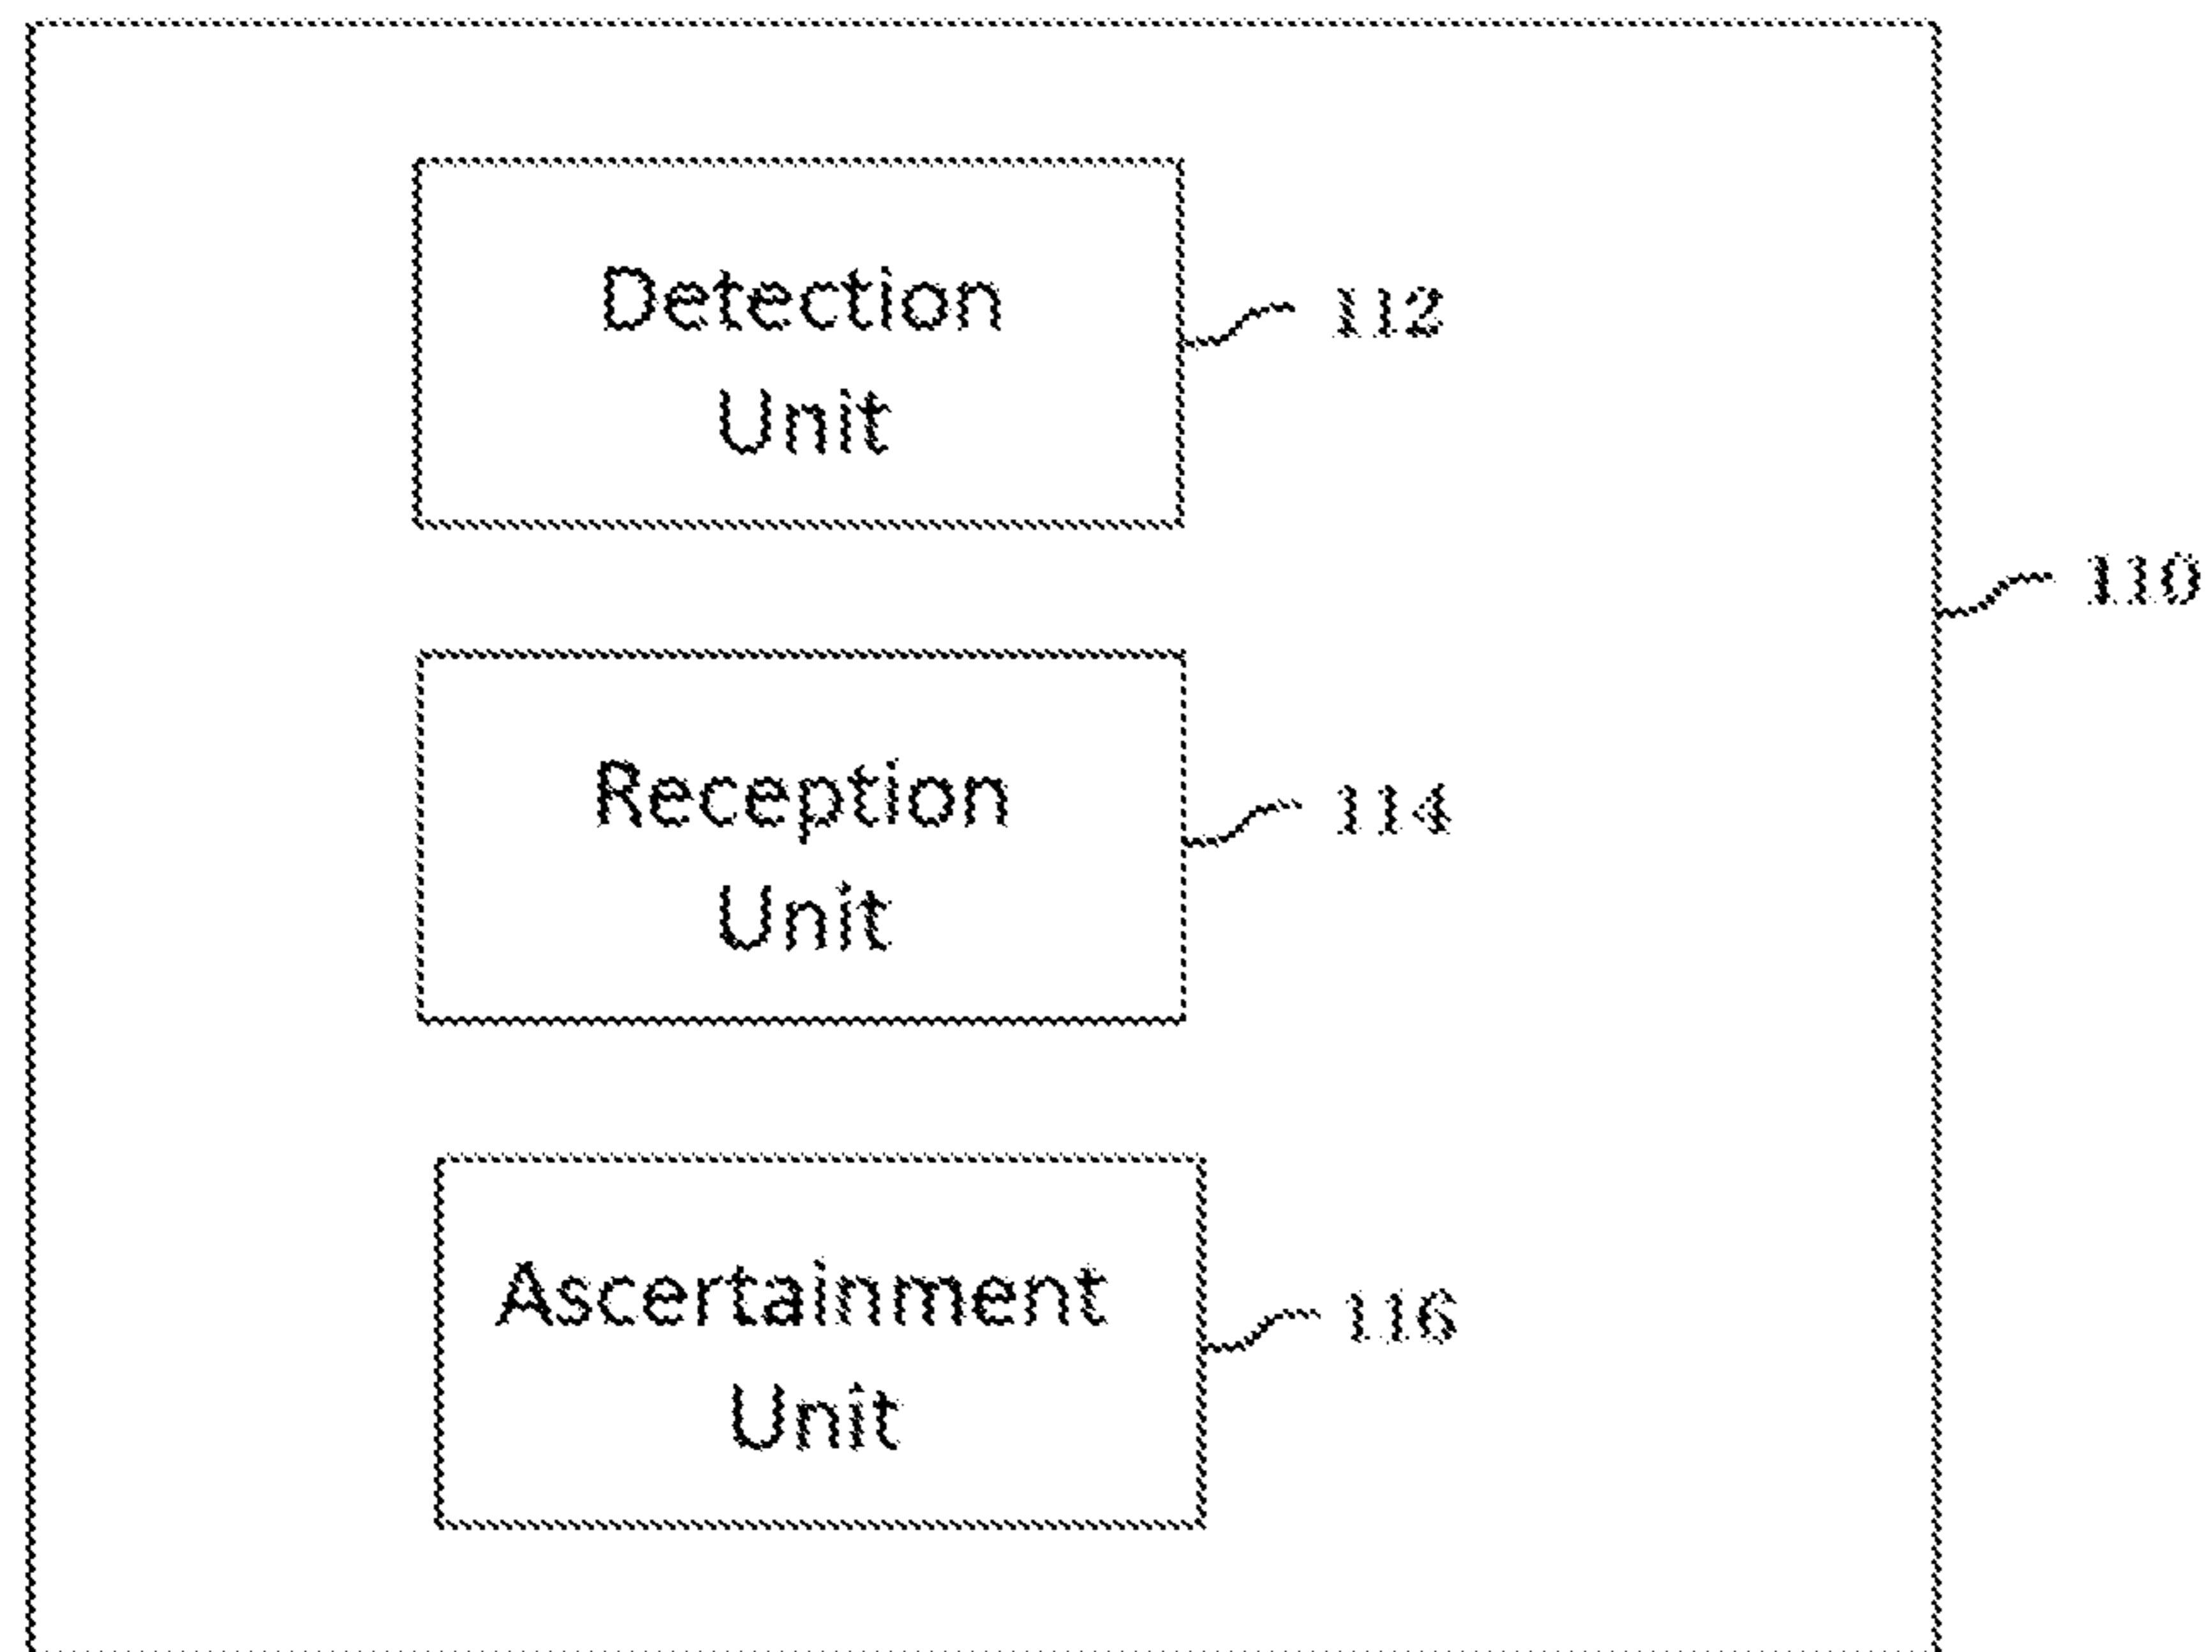 Detection
Unit
112
110
Reception
Unit
114
Ascertainment
Unit
116